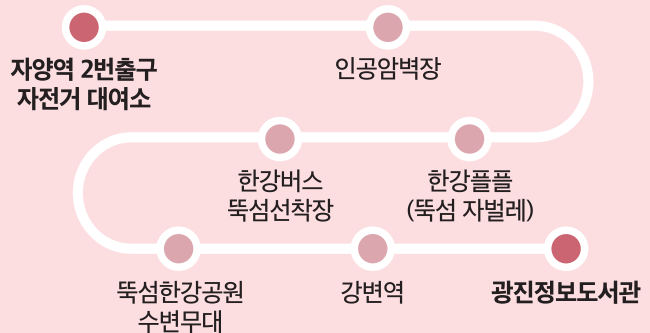 자양역 2번출구
자전거 대여소
인공암벽장
한강플플
(뚝섬 자벌레)
한강버스
뚝섬선착장
뚝섬한강공원
수변무대
강변역
광진정보도서관